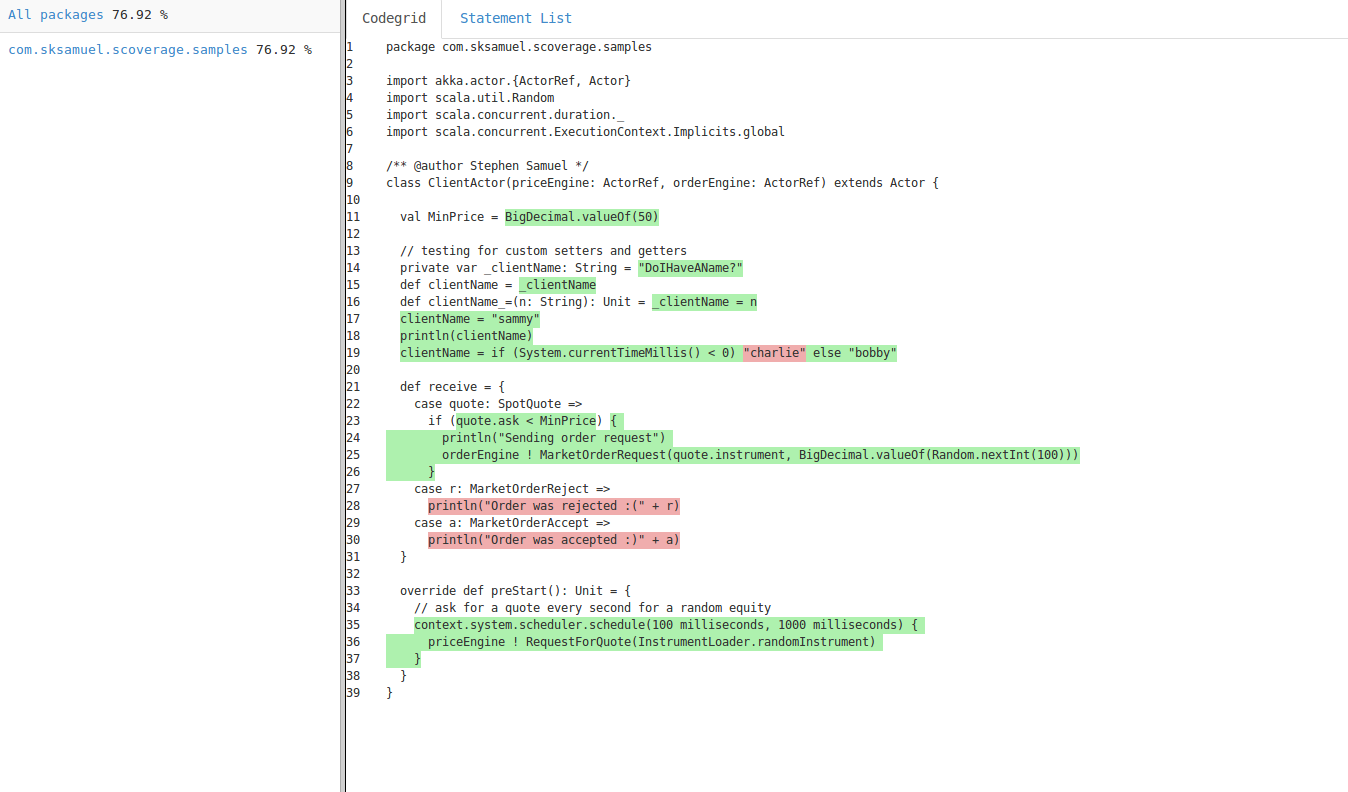 All packages 76.92 %
com.sksamuel.scoverage.samples 76.92 %
Codegrid Statement List
1 package com.sksamuel.scoverage.samples
2
3 import akka.actor.{ActorRef, Actor}
4 import scala.util.Random
5 import scala.concurrent.duration._
6 import scala.concurrent.ExecutionContext.Implicits.global
7
8 /** @author Stephen Samuel */
9 class ClientActor(priceEngine: ActorRef, orderEngine: ActorRef) extends Actor {
10
11 val MinPrice = BigDecimal.valueOf(50)
12
13 // testing for custom setters and getters
14 private var _clientName: String = "DoIHaveAName?"
15 def clientName = _clientName
16 def clientName_=(n: String): Unit = _clientName = n
17 clientName = "sammy"
18 println(clientName)
19 clientName = if (System.currentTimeMillis() < 0) "charlie" else "bobby"
20
21 def receive = {
22 case quote: SpotQuote =>
23 if (quote.ask < MinPrice) {
24 println("Sending order request")
25 orderEngine ! MarketOrderRequest(quote.instrument, BigDecimal.valueOf(Random.nextInt(100)))
26 }
27 case r: MarketOrderReject =>
28 println("Order was rejected :(" + r)
29 case a: MarketOrderAccept =>
30 println("Order was accepted :)" + a)
31 }
32
33 override def preStart(): Unit = {
34 // ask for a quote every second for a random equity
35 context.system.scheduler.schedule(100 milliseconds, 1000 milliseconds) {
36 priceEngine ! RequestForQuote(InstrumentLoader.randomInstrument)
37 }
38 }
39 }